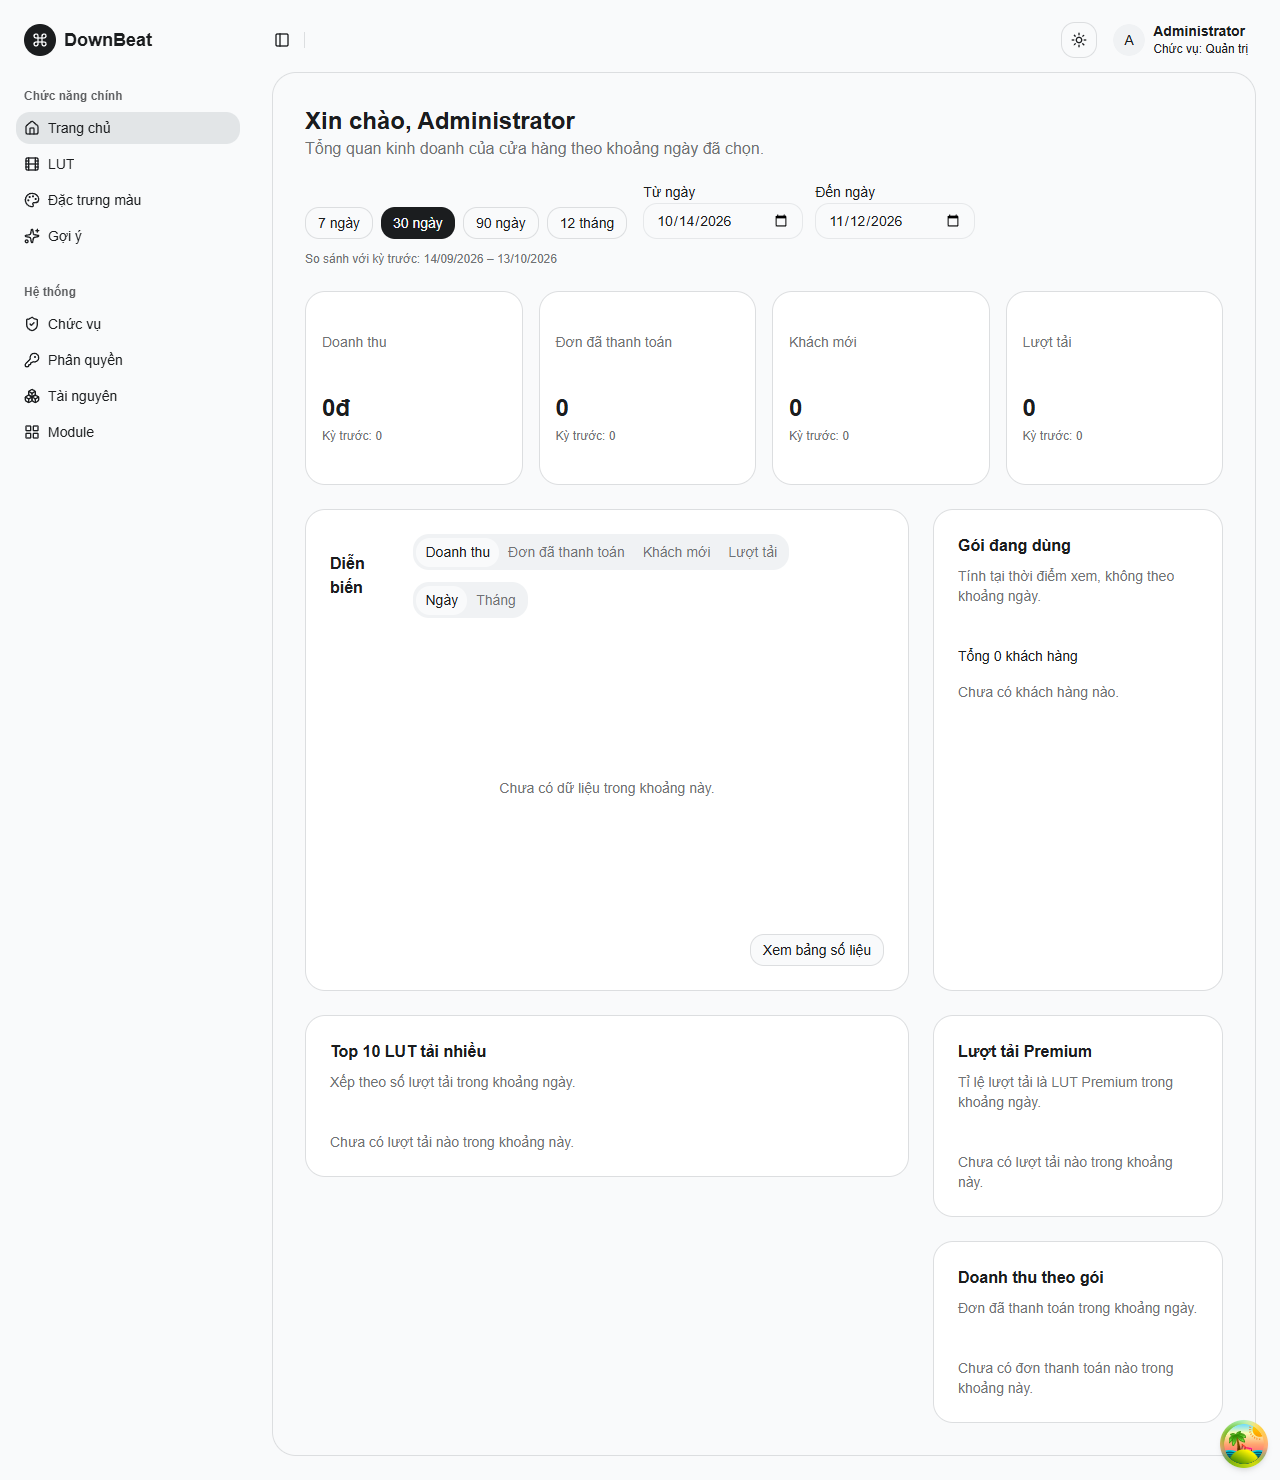 DownBeat
Administrator
A
Chức vụ: Quản trị
Chức năng chính
Trang chủ
LUT
Đặc trưng màu
Gợi ý
Hệ thống
Chức vụ
Phân quyền
Tài nguyên
Module
Xin chào, Administrator
Tổng quan kinh doanh của cửa hàng theo khoảng ngày đã chọn.
Từ ngày
Đến ngày
7 ngày
30 ngày
90 ngày
12 tháng
10/14/2026
11/12/2026
So sánh với kỳ trước: 14/09/2026 – 13/10/2026
Doanh thu
0đ
Kỳ trước: 0
Đơn đã thanh toán
0
Kỳ trước: 0
Khách mới
0
Kỳ trước: 0
Lượt tải
0
Kỳ trước: 0
Diễn
biến
Doanh thu
Đơn đã thanh toán
Khách mới
Lượt tải
Ngày
Tháng
Chưa có dữ liệu trong khoảng này.
Xem bảng số liệu
Gói đang dùng
Tính tại thời điểm xem, không theo
khoảng ngày.
Tổng 0 khách hàng
Chưa có khách hàng nào.
Top 10 LUT tải nhiều
Xếp theo số lượt tải trong khoảng ngày.
Chưa có lượt tải nào trong khoảng này.
Lượt tải Premium
Tỉ lệ lượt tải là LUT Premium trong
khoảng ngày.
Chưa có lượt tải nào trong khoảng
này.
Doanh thu theo gói
Đơn đã thanh toán trong khoảng ngày.
Chưa có đơn thanh toán nào trong
khoảng này.